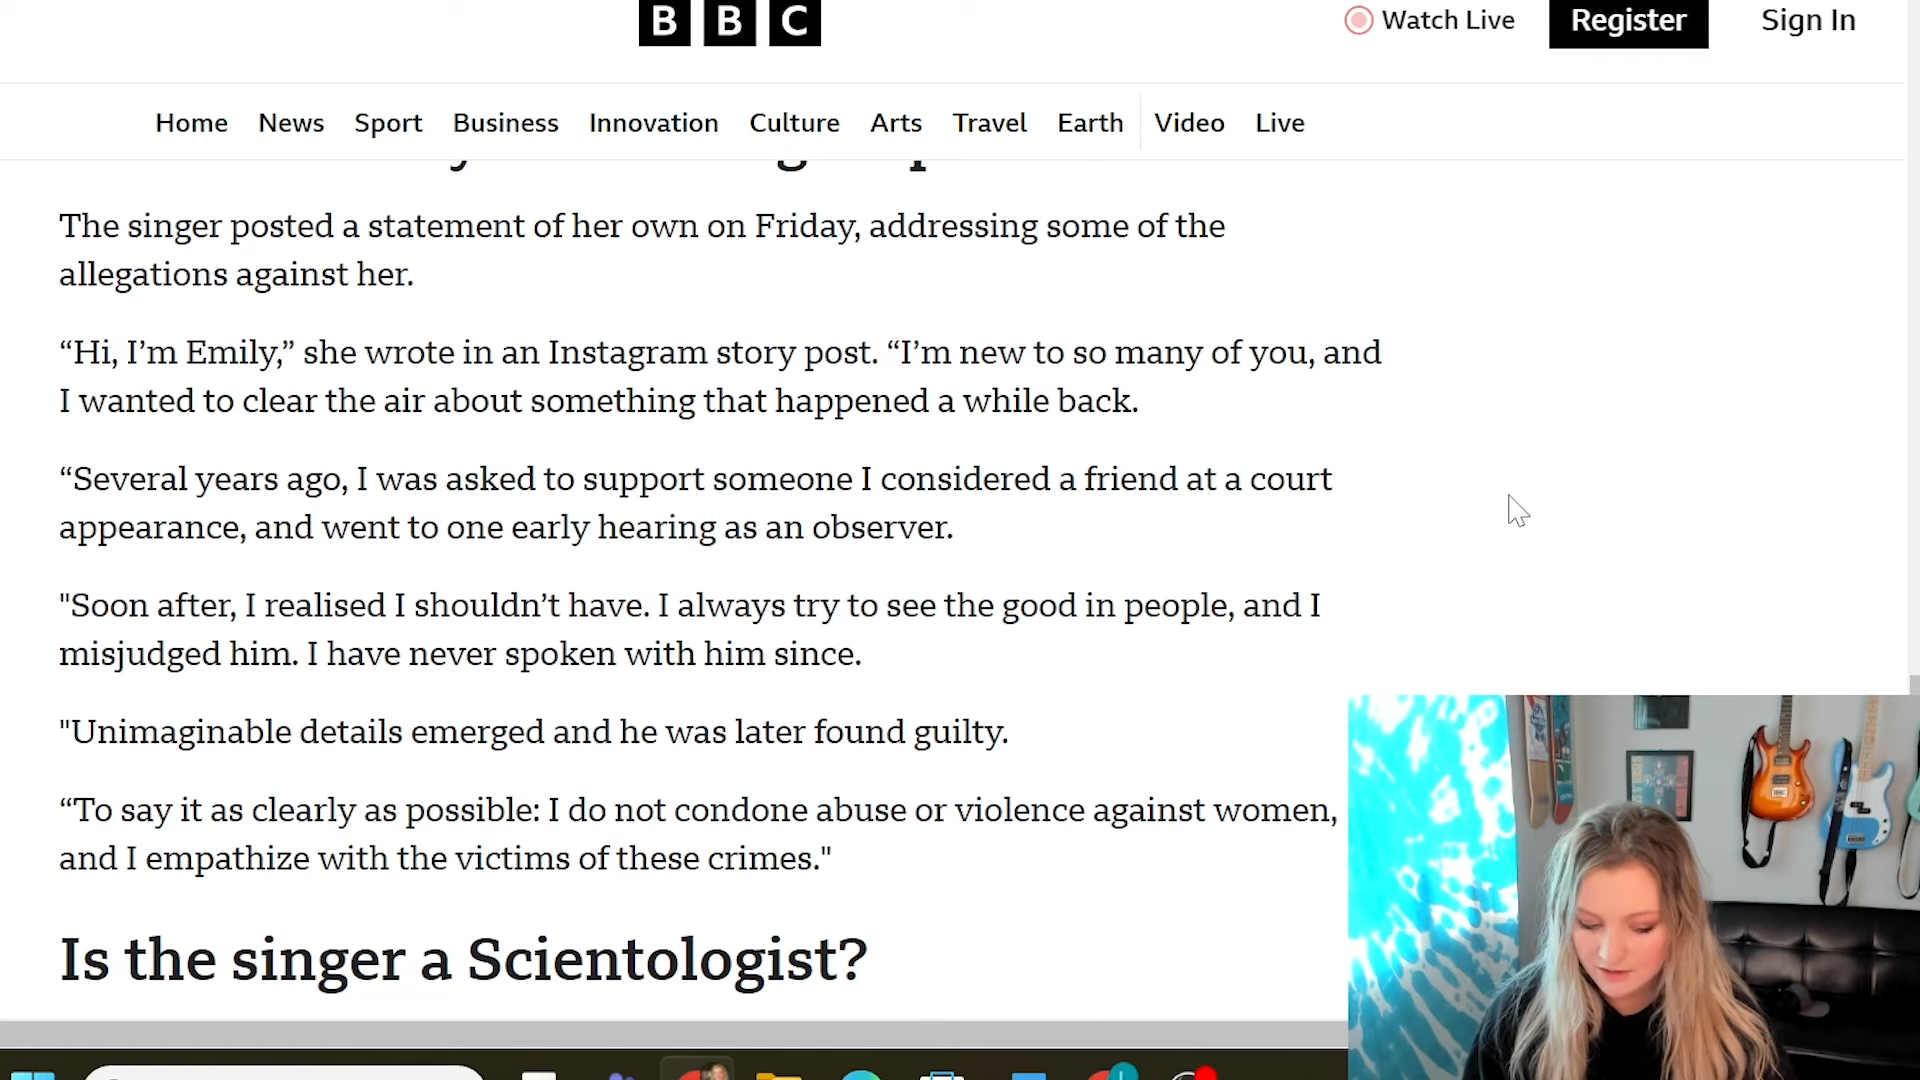 BBC
Watch Live
Register
Sign In
Home News Sport Business Innovation Culture Arts Travel Earth Video Live
The singer posted a statement of her own on Friday, addressing some of the
allegations against her.
“Hi, I’m Emily,” she wrote in an Instagram story post. “I’m new to so many of you, and
I wanted to clear the air about something that happened a while back.
“Several years ago, I was asked to support someone I considered a friend at a court
appearance, and went to one early hearing as an observer.
"Soon after, I realised I shouldn’t have. I always try to see the good in people, and I
misjudged him. I have never spoken with him since.
"Unimaginable details emerged and he was later found guilty.
“To say it as clearly as possible: I do not condone abuse or violence against women,
and I empathize with the victims of these crimes."
Is the singer a Scientologist?